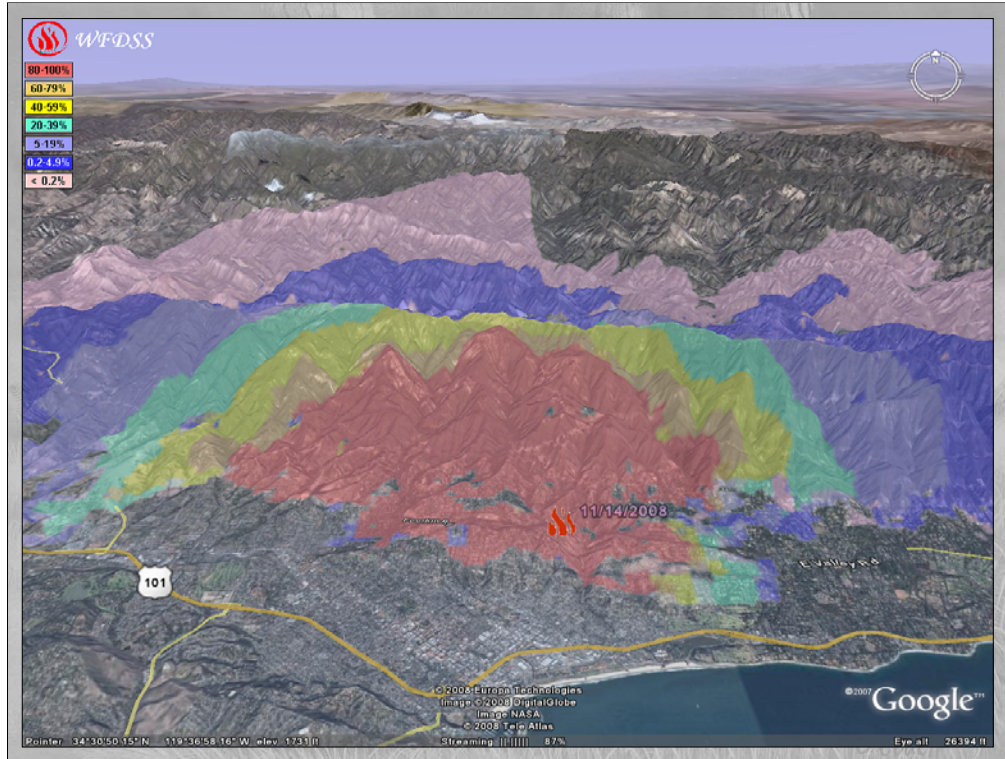 WFDSS
80-100%
60-79%
40-59%
20-39%
5-19%
0.2-4.9%
< 0.2%
N
11/14/2008
E Valley Rd
101
© 2008 Europa Technologies
Image © 2008 DigitalGlobe
Image NASA
© 2008 Tele Atlas
©2007 Google™
Pointer 34°30'50.15" N 119°36'58.16" W elev 1731 ft
Streaming ||||||||| 87%
Eye alt 26394 ft